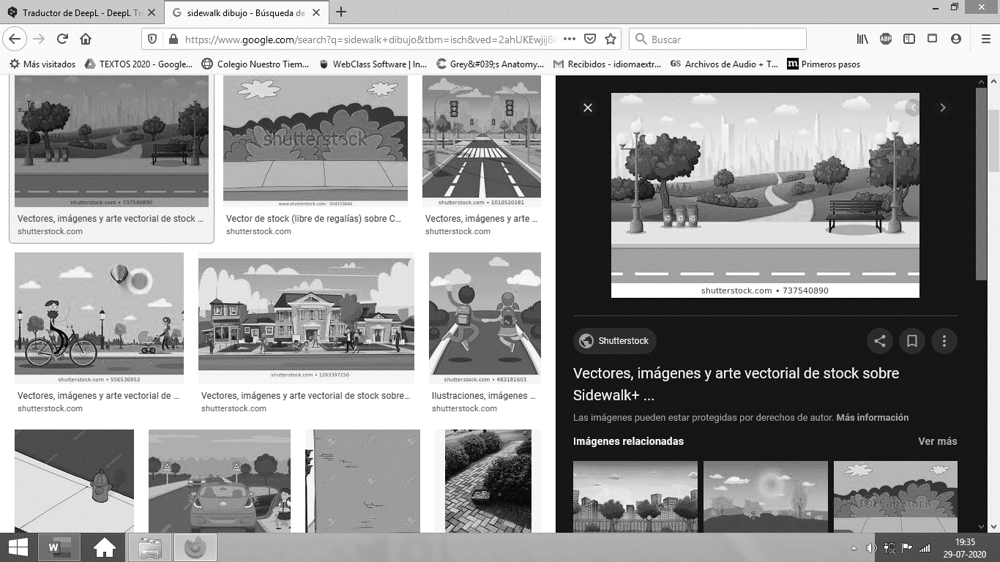 Traductor de DeepL - DeepL Tra
sidewalk dibujo - Búsqueda de
https://www.google.com/search?q=sidewalk+dibujo&tbm=isch&ved=2ahUKEwjij8
Buscar
ABP
Más visitados
TEXTOS 2020 - Google...
Colegio Nuestro Tiem...
WebClass Software | In...
Grey&#039;s Anatomy...
Recibidos - idiomaextr...
GS Archivos de Audio + T...
m Primeros pasos
shutterstock
shutterstock.com • 737540890
www.shutterstock.com · 204153844
shutterstock.com • 1010520181
Vectores, imágenes y arte vectorial de stock ...
shutterstock.com
Vector de stock (libre de regalías) sobre C...
shutterstock.com
Vectores, imágenes y arte ...
shutterstock.com
shutterstock.com • 556536952
shutterstock.com • 1263397150
shutterstock.com • 483181603
Vectores, imágenes y arte vectorial de ...
shutterstock.com
Vectores, imágenes y arte vectorial de stock sobre...
shutterstock.com
Ilustraciones, imágenes ...
shutterstock.com
shutterstock.com • 737540890
Shutterstock
Vectores, imágenes y arte vectorial de stock sobre
Sidewalk+ ...
Las imágenes pueden estar protegidas por derechos de autor. Más información
Imágenes relacionadas
Ver más
CanStock
W
19:35
29-07-2020